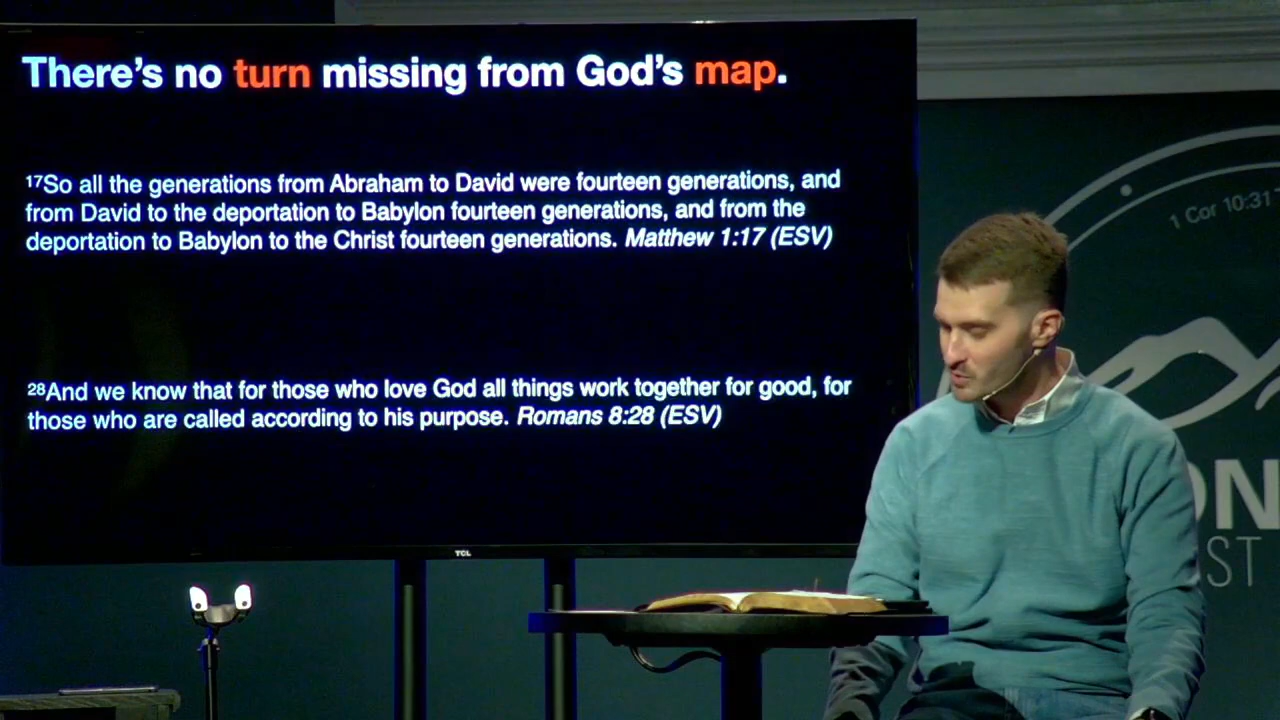 There's no turn missing from God's map.
17So all the generations from Abraham to David were fourteen generations, and
from David to the deportation to Babylon fourteen generations, and from the
deportation to Babylon to the Christ fourteen generations. Matthew 1:17 (ESV)
28And we know that for those who love God all things work together for good, for
those who are called according to his purpose. Romans 8:28 (ESV)
TCL
1 Cor 10:31